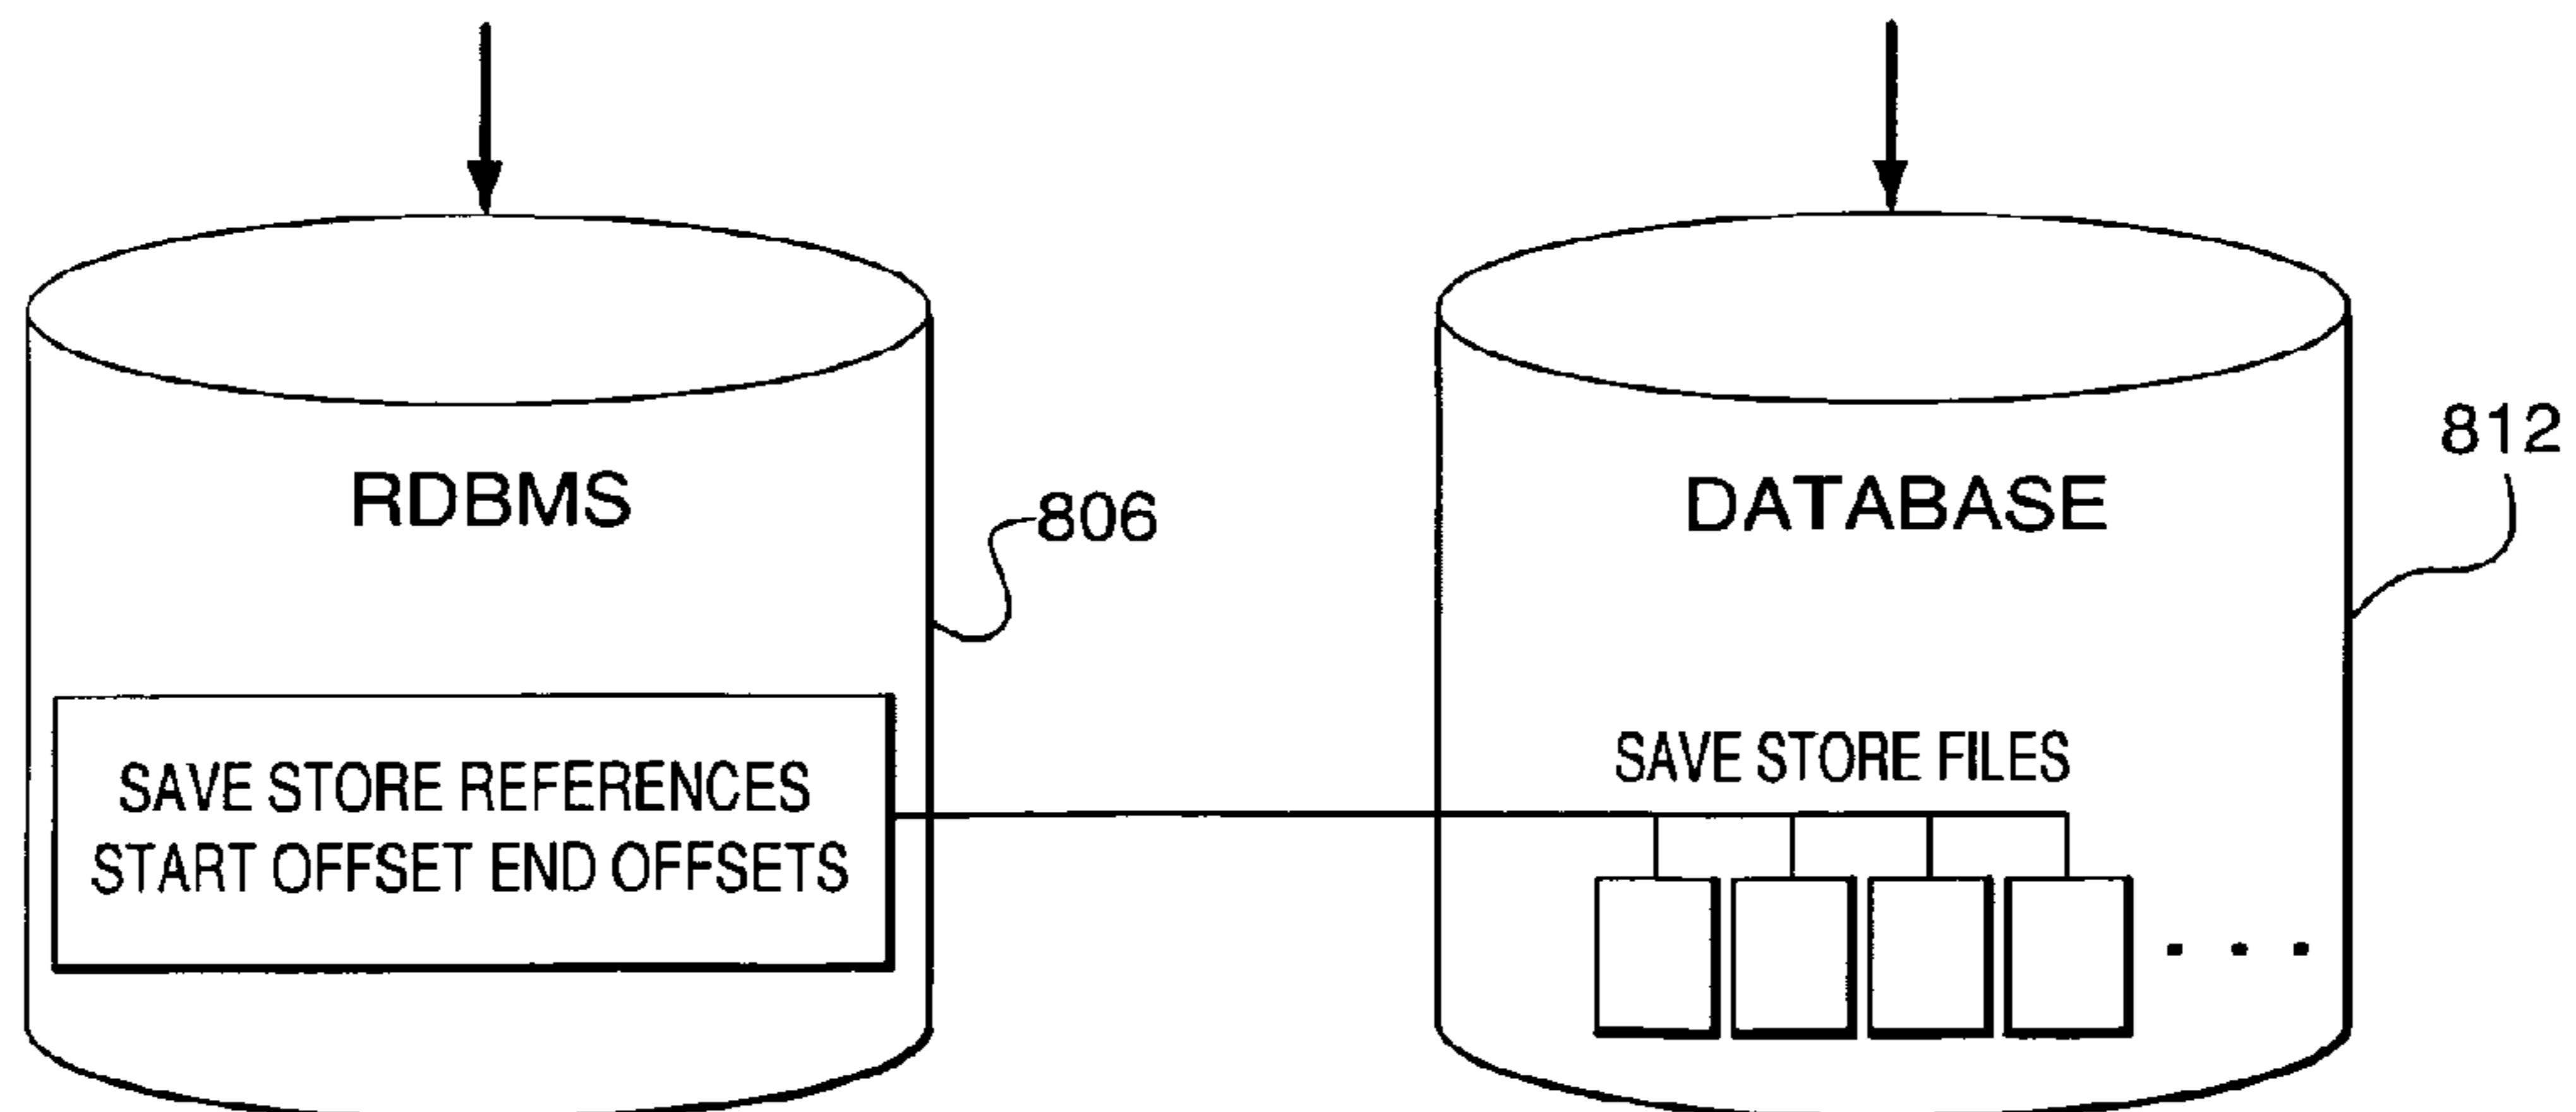 RDBMS
806
SAVE STORE REFERENCES
START OFFSET END OFFSETS
DATABASE
812
SAVE STORE FILES